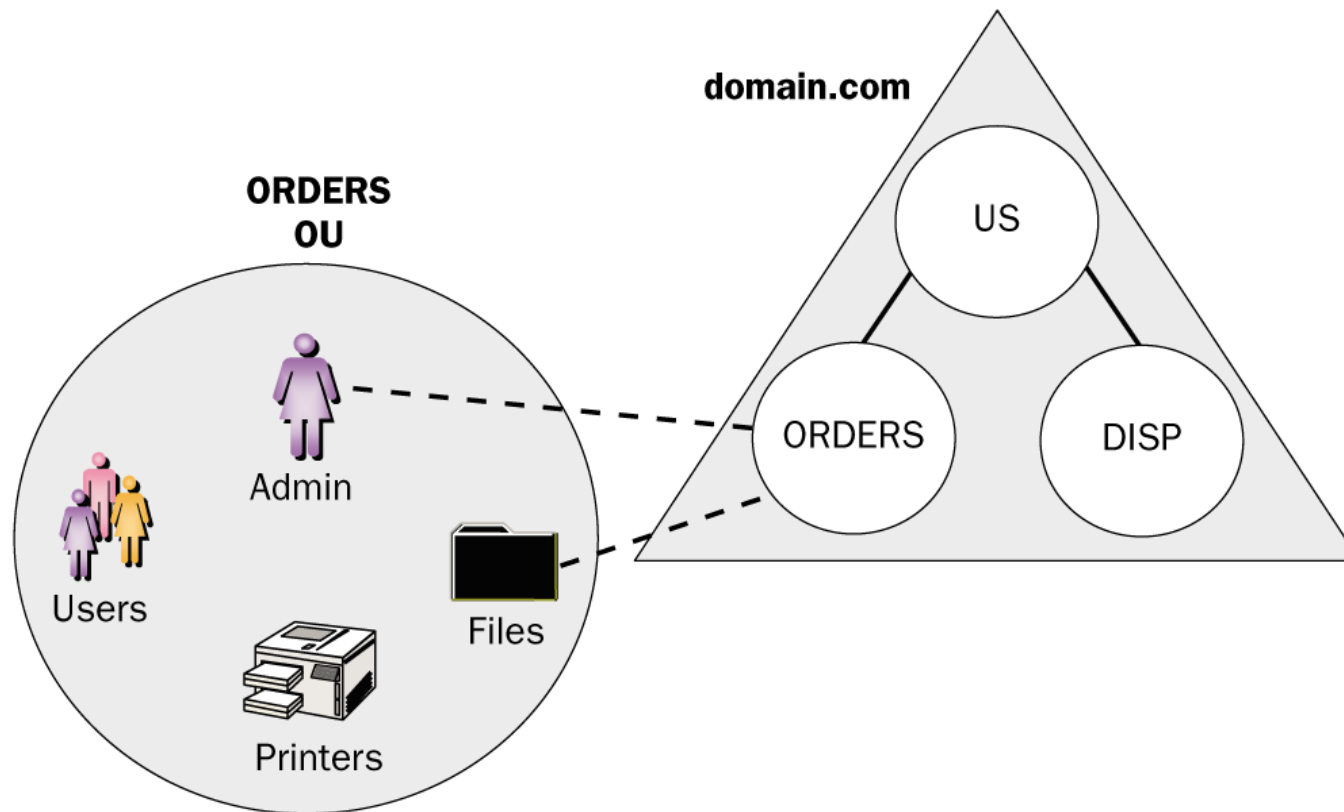 domain.com
US
ORDERS
DISP
ORDERS
OU
Admin
Users
Files
Printers